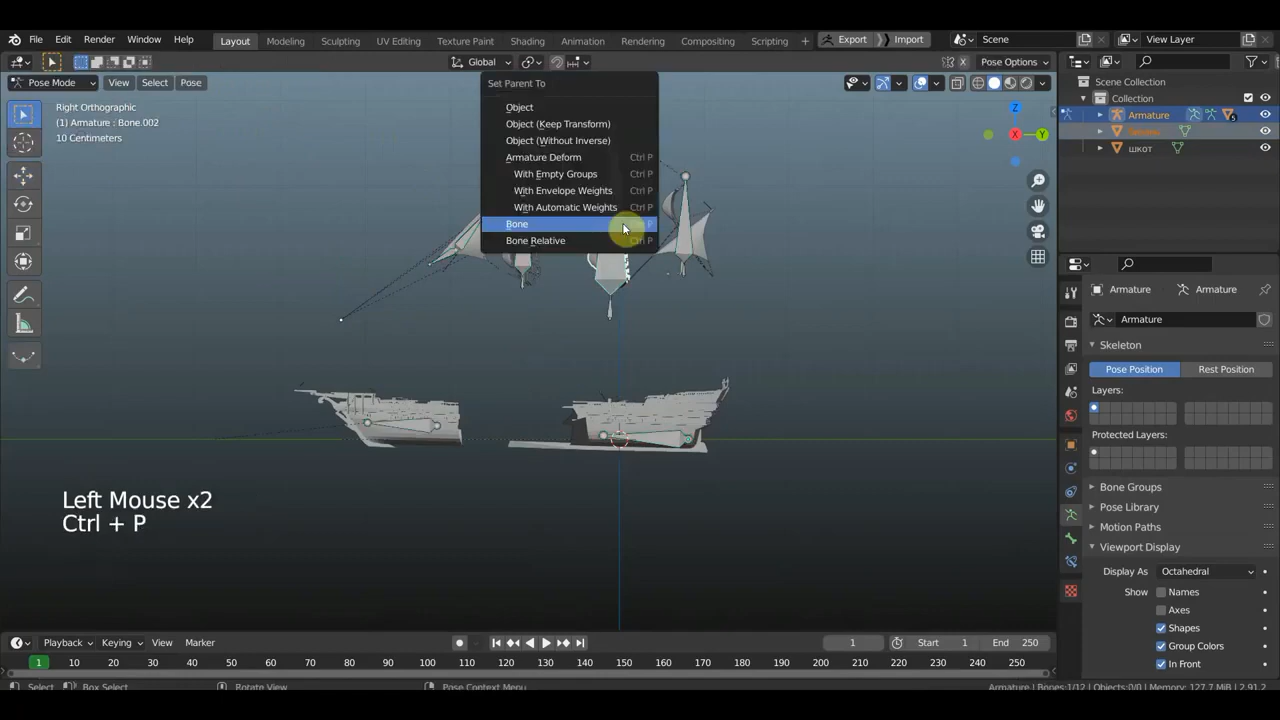 File Edit Render Window Help
Layout Modeling Sculpting UV Editing Texture Paint Shading Animation Rendering Compositing Scripting +
Export Import
Scene
View Layer
Global
Pose Options
Pose Mode View Select Pose
Right Orthographic
(1) Armature : Bone.002
10 Centimeters
Set Parent To
Object
Object (Keep Transform)
Object (Without Inverse)
Armature Deform Ctrl P
With Empty Groups Ctrl P
With Envelope Weights Ctrl P
With Automatic Weights Ctrl P
Bone P
Bone Relative Ctrl P
Z
X
Y
Left Mouse x2
Ctrl + P
Scene Collection
Collection
Armature
5
шкот
Armature Armature
Armature
Skeleton
Pose Position Rest Position
Layers:
Protected Layers:
Bone Groups
Pose Library
Motion Paths
Viewport Display
Display As Octahedral
Show Names
Axes
Shapes
Group Colors
In Front
Playback Keying View Marker
1 Start 1 End 250
1 10 20 30 40 50 60 70 80 90 100 110 120 130 140 150 160 170 180 190 200 210 220 230 240 250
Select Box Select Rotate View Pose Context Menu Armature | Bones:1/12 | Objects:0/0 | Memory: 127.7 MiB | 2.91.2